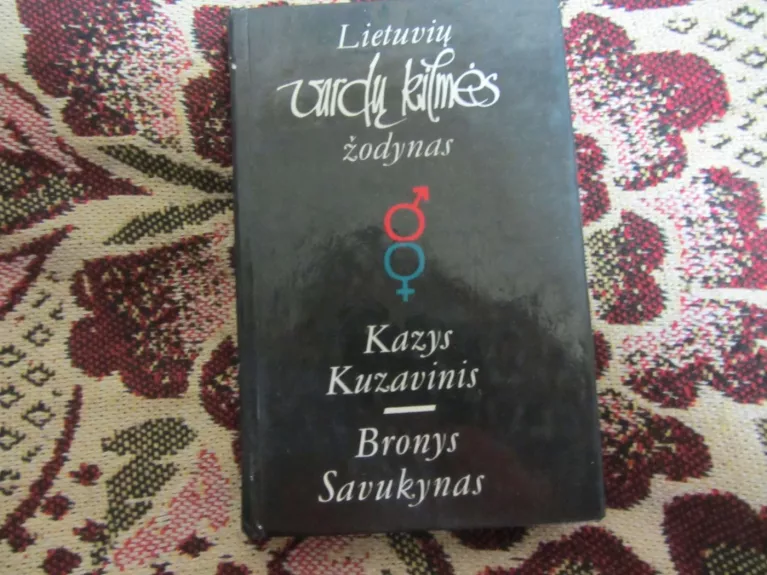 Lietuvių
vardų kilmės
žodynas
Kazys
Kuzavinis
Bronys
Savukynas